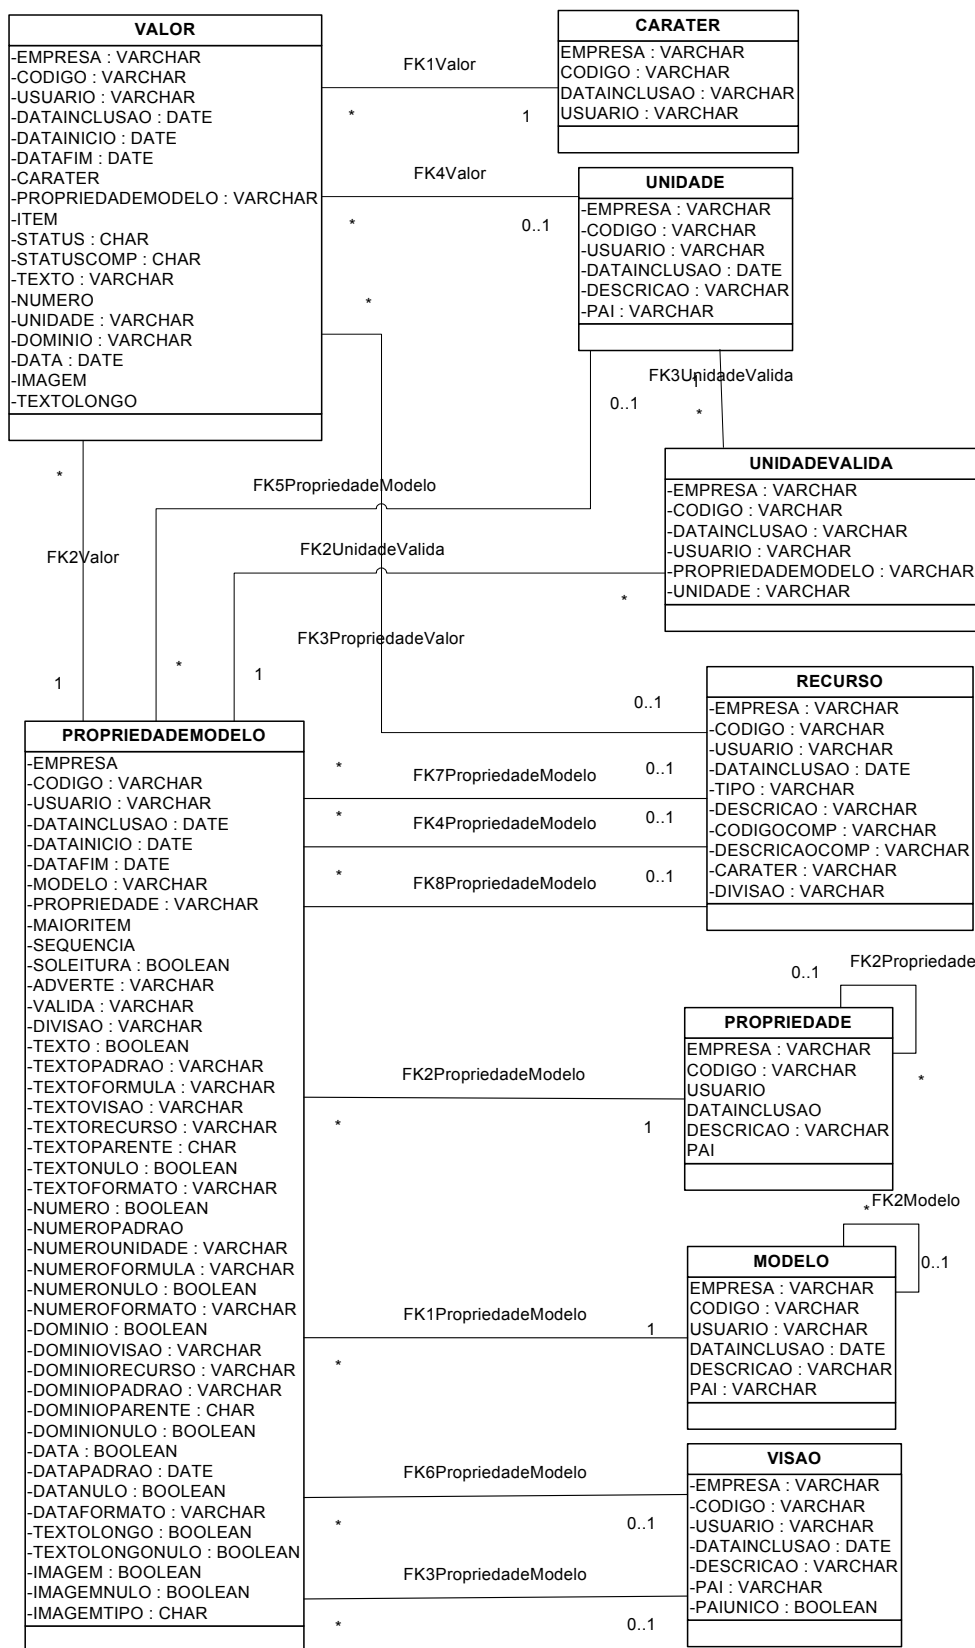 VALOR
-EMPRESA : VARCHAR
-CODIGO : VARCHAR
-USUARIO : VARCHAR
-DATAINCLUSAO : DATE
-DATAINICIO : DATE
-DATAFIM : DATE
-CARATER
-PROPRIEDADEMODELO : VARCHAR
-ITEM
-STATUS : CHAR
-STATUSCOMP : CHAR
-TEXTO : VARCHAR
-NUMERO
-UNIDADE : VARCHAR
-DOMINIO : VARCHAR
-DATA : DATE
-IMAGEM
-TEXTOLONGO
FK1Valor
*
1
CARATER
EMPRESA : VARCHAR
CODIGO : VARCHAR
DATAINCLUSAO : VARCHAR
USUARIO : VARCHAR
FK4Valor
*
0..1
UNIDADE
-EMPRESA : VARCHAR
-CODIGO : VARCHAR
-USUARIO : VARCHAR
-DATAINCLUSAO : DATE
-DESCRICAO : VARCHAR
-PAI : VARCHAR
*
FK3UnidadeValida
1
0..1
*
UNIDADEVALIDA
-EMPRESA : VARCHAR
-CODIGO : VARCHAR
-DATAINCLUSAO : VARCHAR
-USUARIO : VARCHAR
-PROPRIEDADEMODELO : VARCHAR
-UNIDADE : VARCHAR
*
FK5PropriedadeModelo
FK2Valor
FK2UnidadeValida
*
FK3PropriedadeValor
1
*
1
0..1
RECURSO
-EMPRESA : VARCHAR
-CODIGO : VARCHAR
-USUARIO : VARCHAR
-DATAINCLUSAO : DATE
-TIPO : VARCHAR
-DESCRICAO : VARCHAR
-CODIGOCOMP : VARCHAR
-DESCRICAOCOMP : VARCHAR
-CARATER : VARCHAR
-DIVISAO : VARCHAR
PROPRIEDADEMODELO
-EMPRESA
-CODIGO : VARCHAR
-USUARIO : VARCHAR
-DATAINCLUSAO : DATE
-DATAINICIO : DATE
-DATAFIM : DATE
-MODELO : VARCHAR
-PROPRIEDADE : VARCHAR
-MAIORITEM
-SEQUENCIA
-SOLEITURA : BOOLEAN
-ADVERTE : VARCHAR
-VALIDA : VARCHAR
-DIVISAO : VARCHAR
-TEXTO : BOOLEAN
-TEXTOPADRAO : VARCHAR
-TEXTOFORMULA : VARCHAR
-TEXTOVISAO : VARCHAR
-TEXTORECURSO : VARCHAR
-TEXTOPARENTE : CHAR
-TEXTONULO : BOOLEAN
-TEXTOFORMATO : VARCHAR
-NUMERO : BOOLEAN
-NUMEROPADRAO
-NUMEROUNIDADE : VARCHAR
-NUMEROFORMULA : VARCHAR
-NUMERONULO : BOOLEAN
-NUMEROFORMATO : VARCHAR
-DOMINIO : BOOLEAN
-DOMINIOVISAO : VARCHAR
-DOMINIORECURSO : VARCHAR
-DOMINIOPADRAO : VARCHAR
-DOMINIOPARENTE : CHAR
-DOMINIONULO : BOOLEAN
-DATA : BOOLEAN
-DATAPADRAO : DATE
-DATANULO : BOOLEAN
-DATAFORMATO : VARCHAR
-TEXTOLONGO : BOOLEAN
-TEXTOLONGONULO : BOOLEAN
-IMAGEM : BOOLEAN
-IMAGEMNULO : BOOLEAN
-IMAGEMTIPO : CHAR
*
FK7PropriedadeModelo
0..1
*
FK4PropriedadeModelo
0..1
*
FK8PropriedadeModelo
0..1
0..1
FK2Propriedade
*
PROPRIEDADE
EMPRESA : VARCHAR
CODIGO : VARCHAR
USUARIO
DATAINCLUSAO
DESCRICAO : VARCHAR
PAI
FK2PropriedadeModelo
*
1
*
FK2Modelo
0..1
MODELO
EMPRESA : VARCHAR
CODIGO : VARCHAR
USUARIO : VARCHAR
DATAINCLUSAO : DATE
DESCRICAO : VARCHAR
PAI : VARCHAR
FK1PropriedadeModelo
1
*
VISAO
-EMPRESA : VARCHAR
-CODIGO : VARCHAR
-USUARIO : VARCHAR
-DATAINCLUSAO : DATE
-DESCRICAO : VARCHAR
-PAI : VARCHAR
-PAIUNICO : BOOLEAN
FK6PropriedadeModelo
*
0..1
FK3PropriedadeModelo
*
0..1